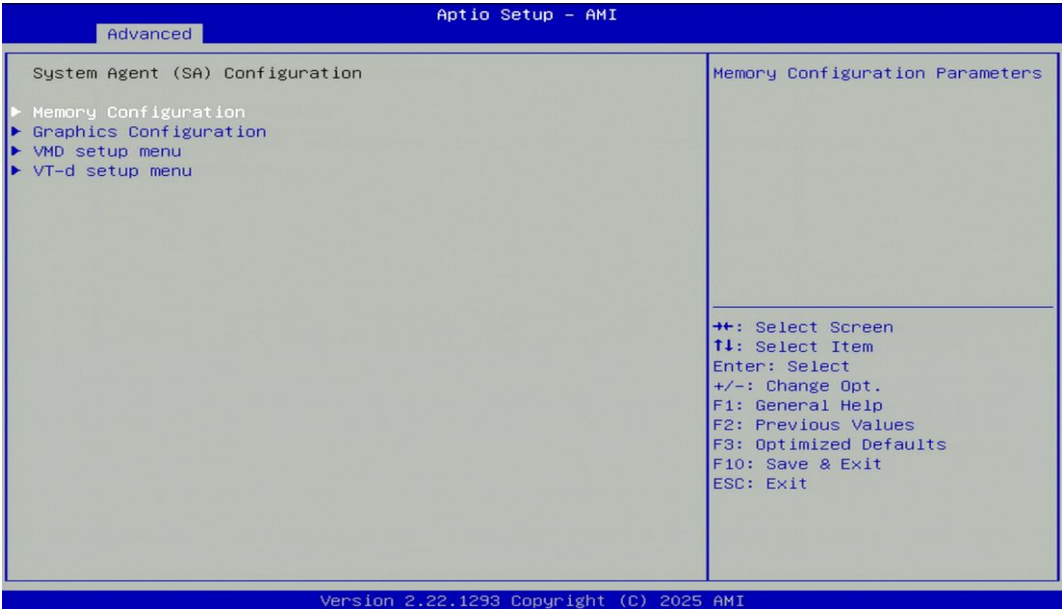 Aptio Setup - AMI
Advanced
System Agent (SA) Configuration
▶ Memory Configuration
▶ Graphics Configuration
▶ VMD setup menu
▶ VT-d setup menu
Memory Configuration Parameters
→←: Select Screen
↑↓: Select Item
Enter: Select
+/-: Change Opt.
F1: General Help
F2: Previous Values
F3: Optimized Defaults
F10: Save & Exit
ESC: Exit
Version 2.22.1293 Copyright (C) 2025 AMI